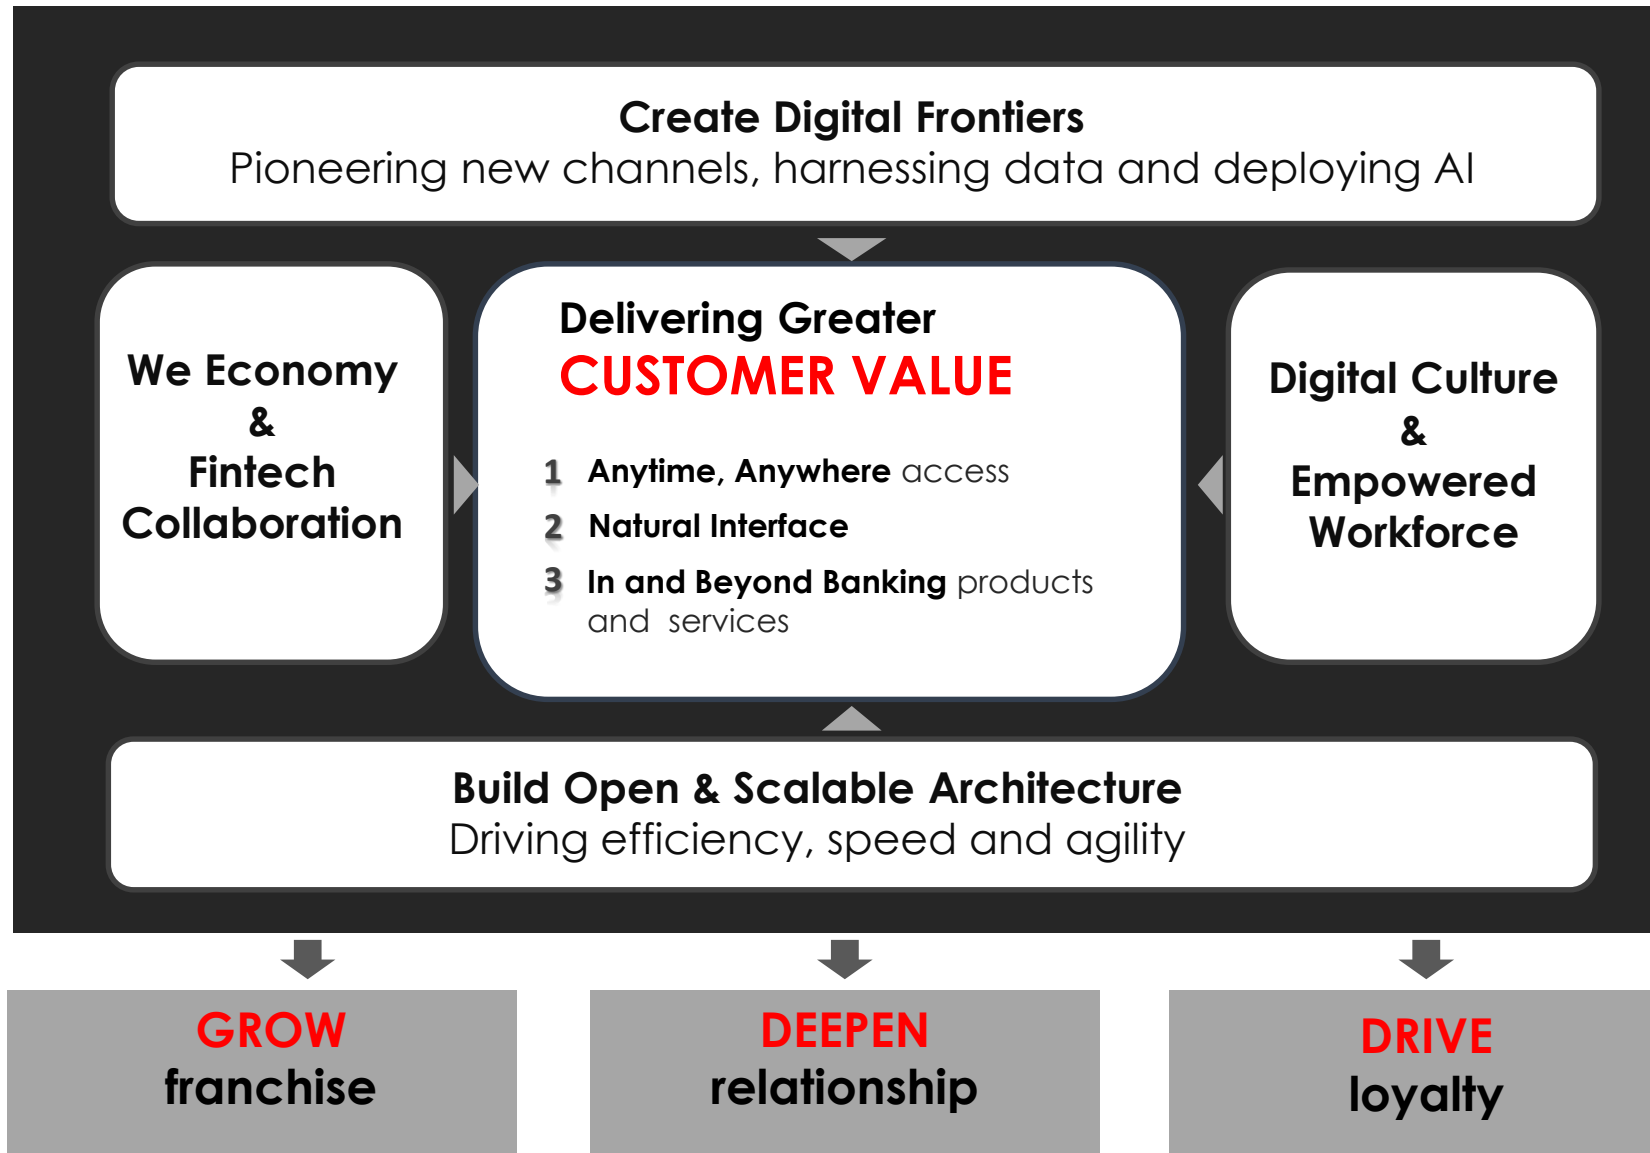 Create Digital Frontiers
Pioneering new channels, harnessing data and deploying AI
We Economy
&
Fintech
Collaboration
Delivering Greater
CUSTOMER VALUE
1 Anytime, Anywhere access
2 Natural Interface
3 In and Beyond Banking products
and services
Digital Culture
&
Empowered
Workforce
Build Open & Scalable Architecture
Driving efficiency, speed and agility
GROW
franchise
DEEPEN
relationship
DRIVE
loyalty